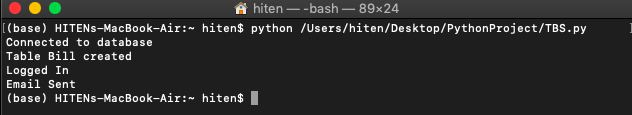 hiten — -bash — 89×24
(base) HITENs-MacBook-Air:~ hiten$ python /Users/hiten/Desktop/PythonProject/TBS.py
Connected to database
Table Bill created
Logged In
Email Sent
(base) HITENs-MacBook-Air:~ hiten$